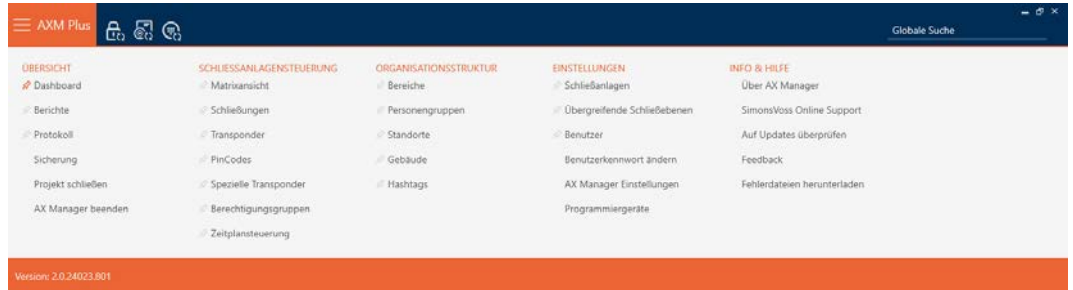 AXM Plus
Globale Suche
ÜBERSICHT
Dashboard
Berichte
Protokoll
Sicherung
Projekt schließen
AX Manager beenden
SCHLIESSANLAGENSTEUERUNG
Matrixansicht
Schließungen
Transponder
PinCodes
Spezielle Transponder
Berechtigungsgruppen
Zeitplansteuerung
ORGANISATIONSSTRUKTUR
Bereiche
Personengruppen
Standorte
Gebäude
Hashtags
EINSTELLUNGEN
Schließanlagen
Übergreifende Schließebenen
Benutzer
Benutzerkennwort ändern
AX Manager Einstellungen
Programmiergeräte
INFO & HILFE
Über AX Manager
SimonsVoss Online Support
Auf Updates überprüfen
Feedback
Fehlerdateien herunterladen
Version: 2.0.24023.801